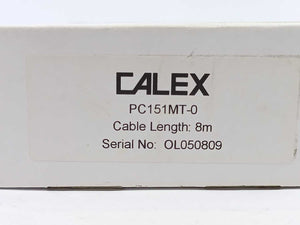 CALEX
PC151MT-0
Cable Length: 8m
Serial No: OL050809